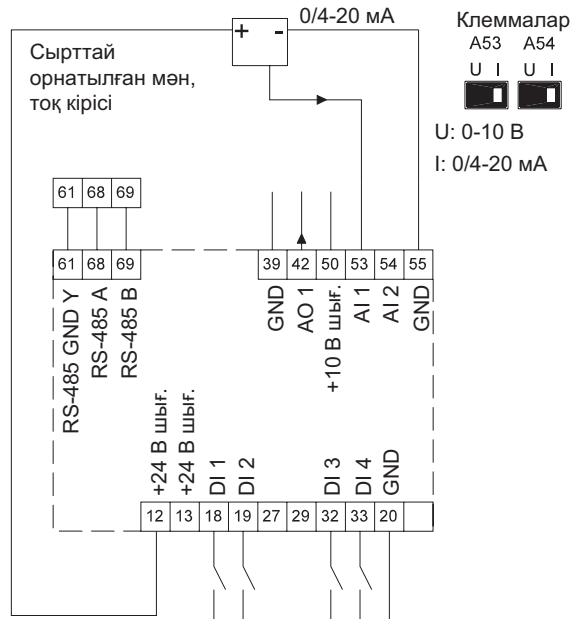 + - 0/4-20 мА
Сырттай
орнатылған мән,
тоқ кірісі
Клеммалар
A53 A54
U I U I
U: 0-10 В
I: 0/4-20 мА
61 68 69
61 68 69
RS-485 GND Y
RS-485 A
RS-485 B
39 42 50 53 54 55
GND
AO 1
+10 В шығ.
AI 1
AI 2
GND
+24 В шығ.
+24 В шығ.
DI 1
DI 2
DI 3
DI 4
GND
12 13 18 19 27 29 32 33 20